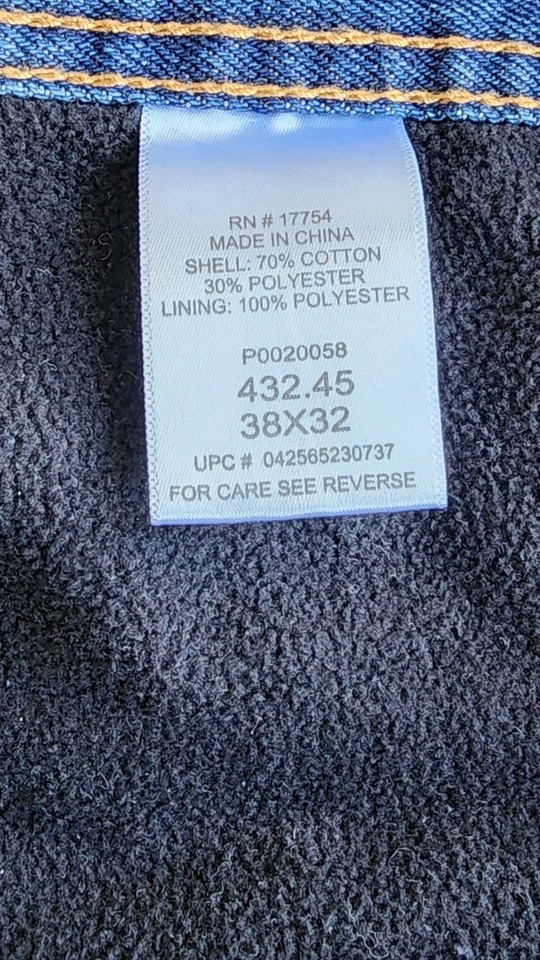 RN # 17754
MADE IN CHINA
SHELL: 70% COTTON
30% POLYESTER
LINING: 100% POLYESTER
P0020058
432.45
38X32
UPC # 042565230737
FOR CARE SEE REVERSE